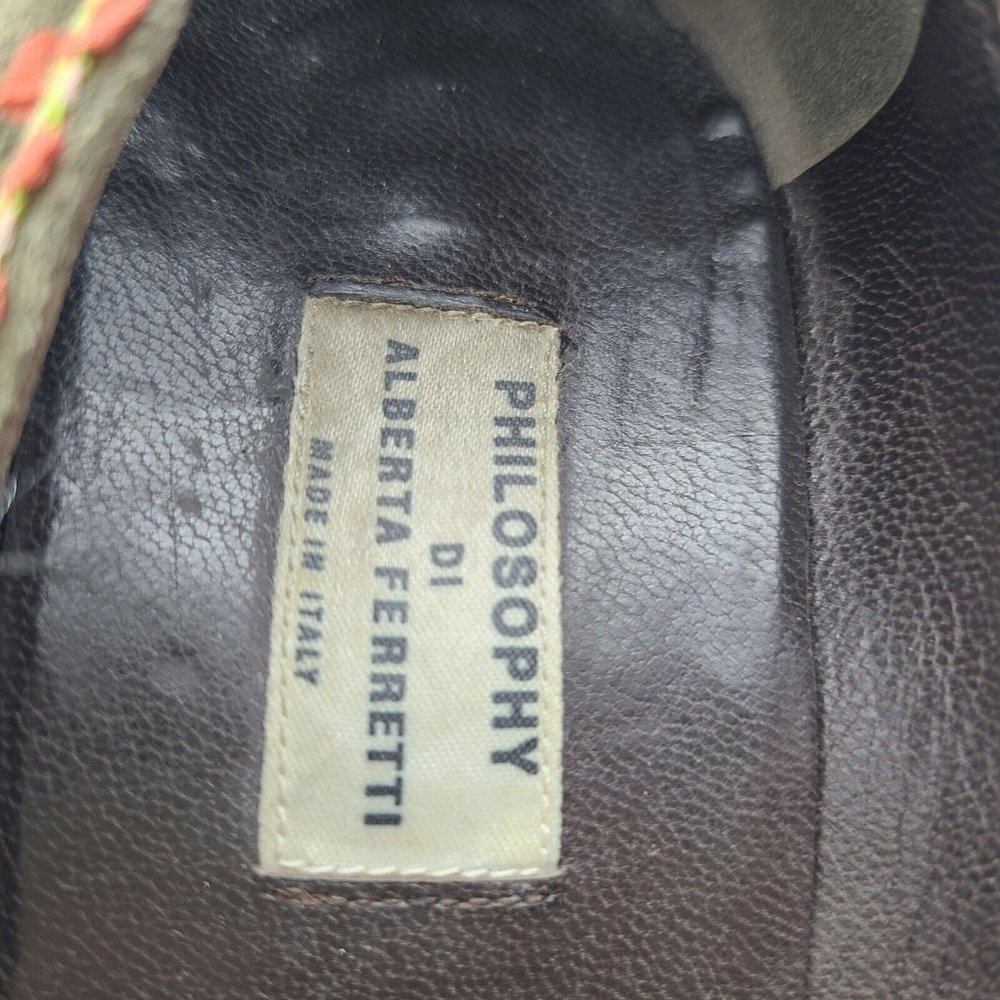 PHILOSOPHY
DI
ALBERTA FERRETTI
MADE IN ITALY